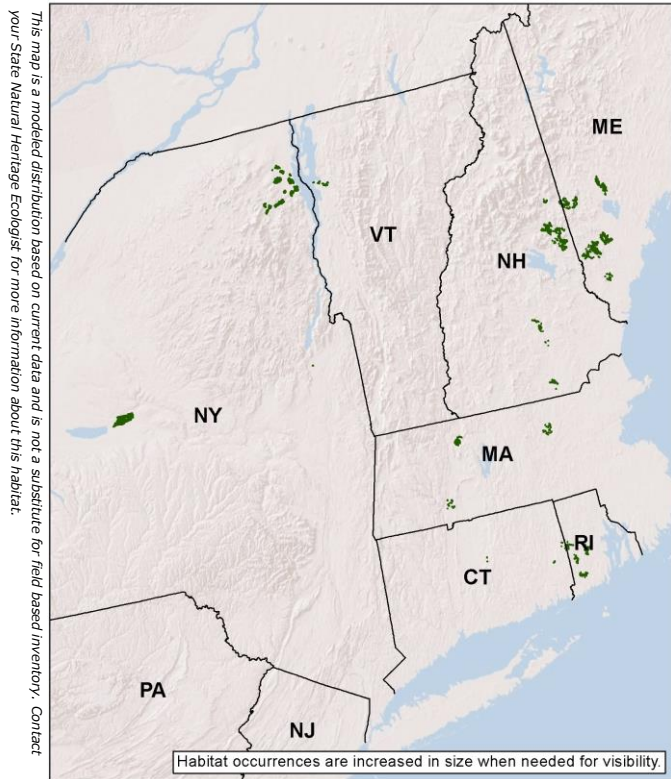 This map is a modeled distribution based on current data and is not a substitute for field based inventory. Contact
your State Natural Heritage Ecologist for more information about this habitat.
ME
VT
NH
NY
MA
RI
CT
PA
NJ
Habitat occurrences are increased in size when needed for visibility.